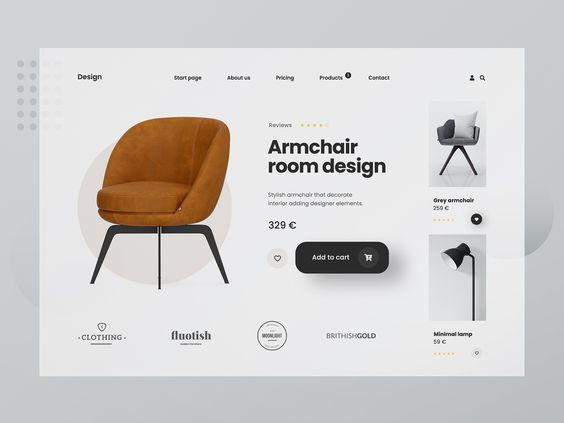 Design
Start page
About us
Pricing
Products
Contact
Reviews
Armchair
room design
Stylish armchair that decorate
interior adding designer elements.
329 €
Add to cart
Grey armchair
259 €
Minimal lamp
59 €
CLOTHING
fluotish
MOONLIGHT
BRITHISHGOLD